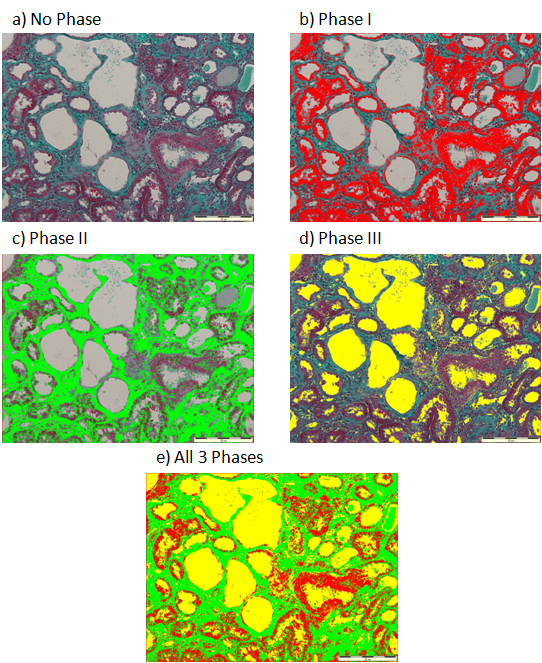 a) No Phase
b) Phase I
c) Phase II
d) Phase III
e) All 3 Phases